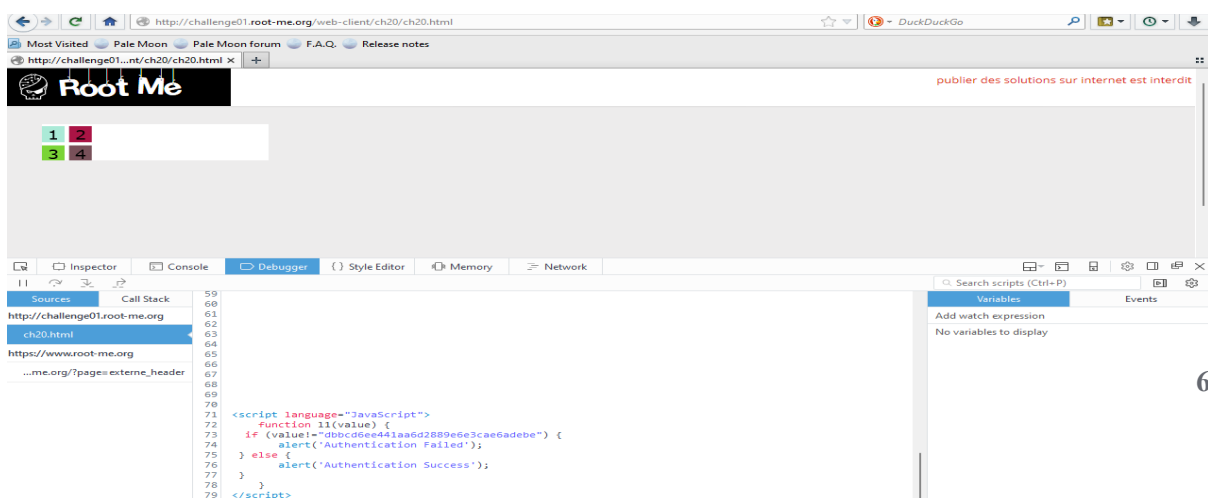 http://challenge01.root-me.org/web-client/ch20/ch20.html
DuckDuckGo
Most Visited Pale Moon Pale Moon forum F.A.Q. Release notes
http://challenge01...nt/ch20/ch20.html × +
Root Me
publier des solutions sur internet est interdit
1 2
3 4
Inspector Console Debugger { } Style Editor Memory Network
Search scripts (Ctrl+P)
Sources Call Stack
Variables Events
http://challenge01.root-me.org
Add watch expression
ch20.html
No variables to display
https://www.root-me.org
...me.org/?page=externe_header
6
59
60
61
62
63
64
65
66
67
68
69
70
71 <script language="JavaScript">
72 function l1(value) {
73 if (value!="dbbcd6ee441aa6d2889e6e3cae6adebe") {
74 alert('Authentication Failed');
75 } else {
76 alert('Authentication Success');
77 }
78 }
79 </script>